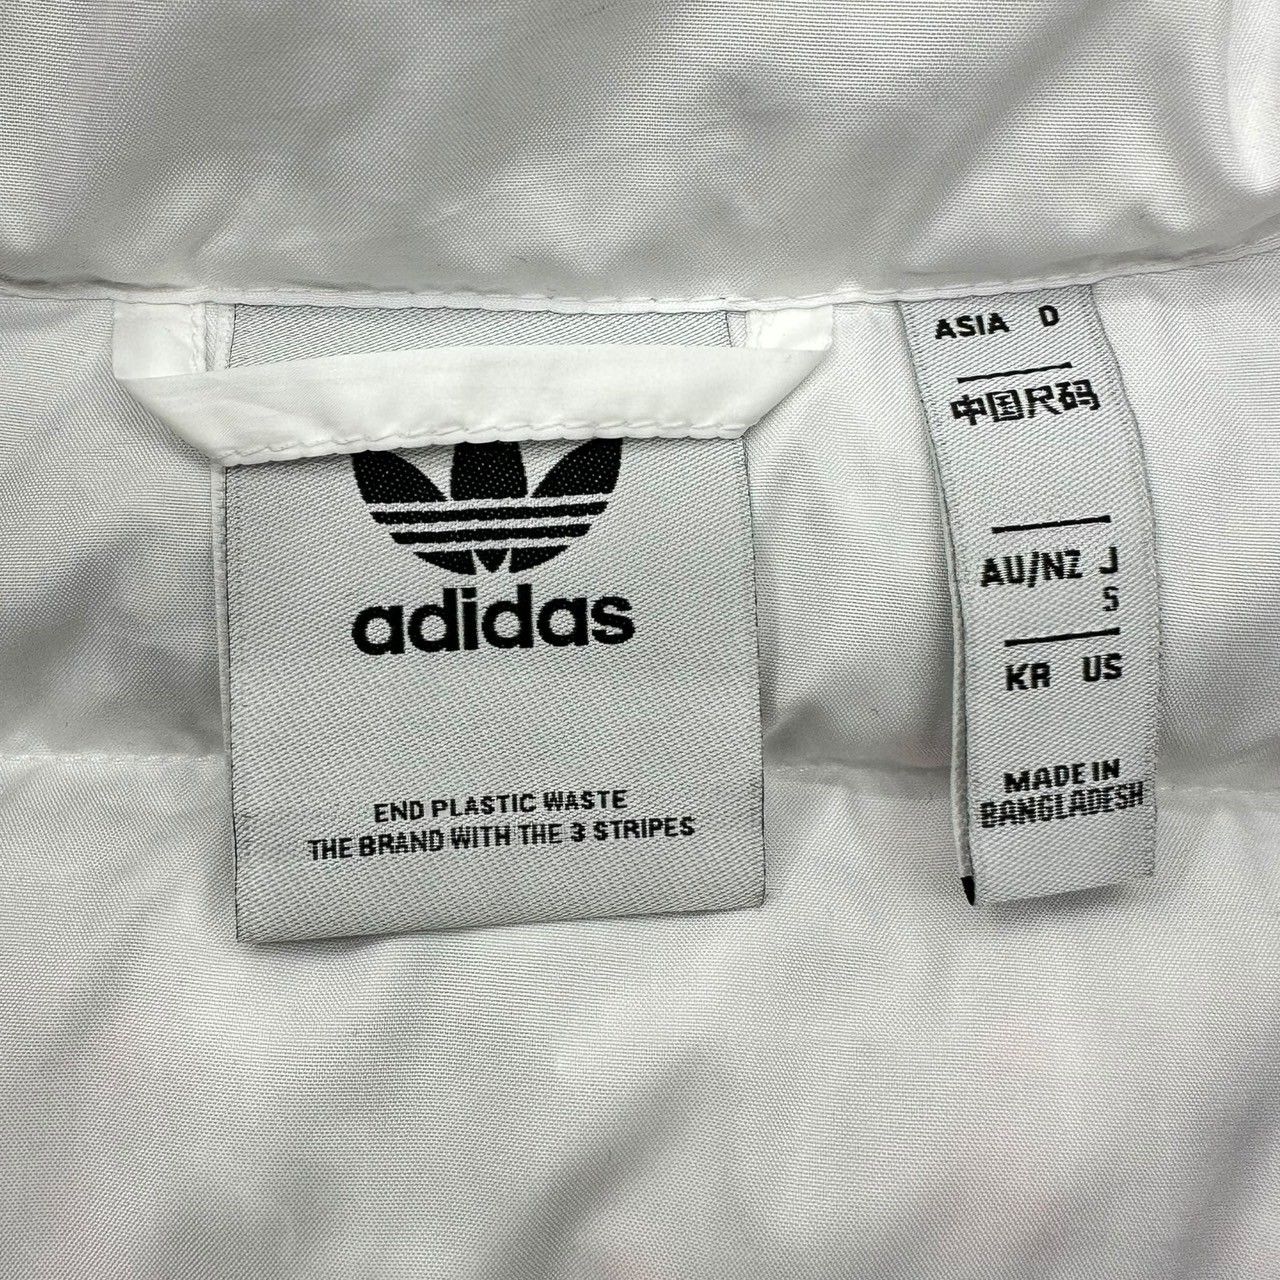 adidas
END PLASTIC WASTE
THE BRAND WITH THE 3 STRIPES
ASIA D
中国尺码
AU/NZ J
S
KR US
MADE IN
BANGLADESH